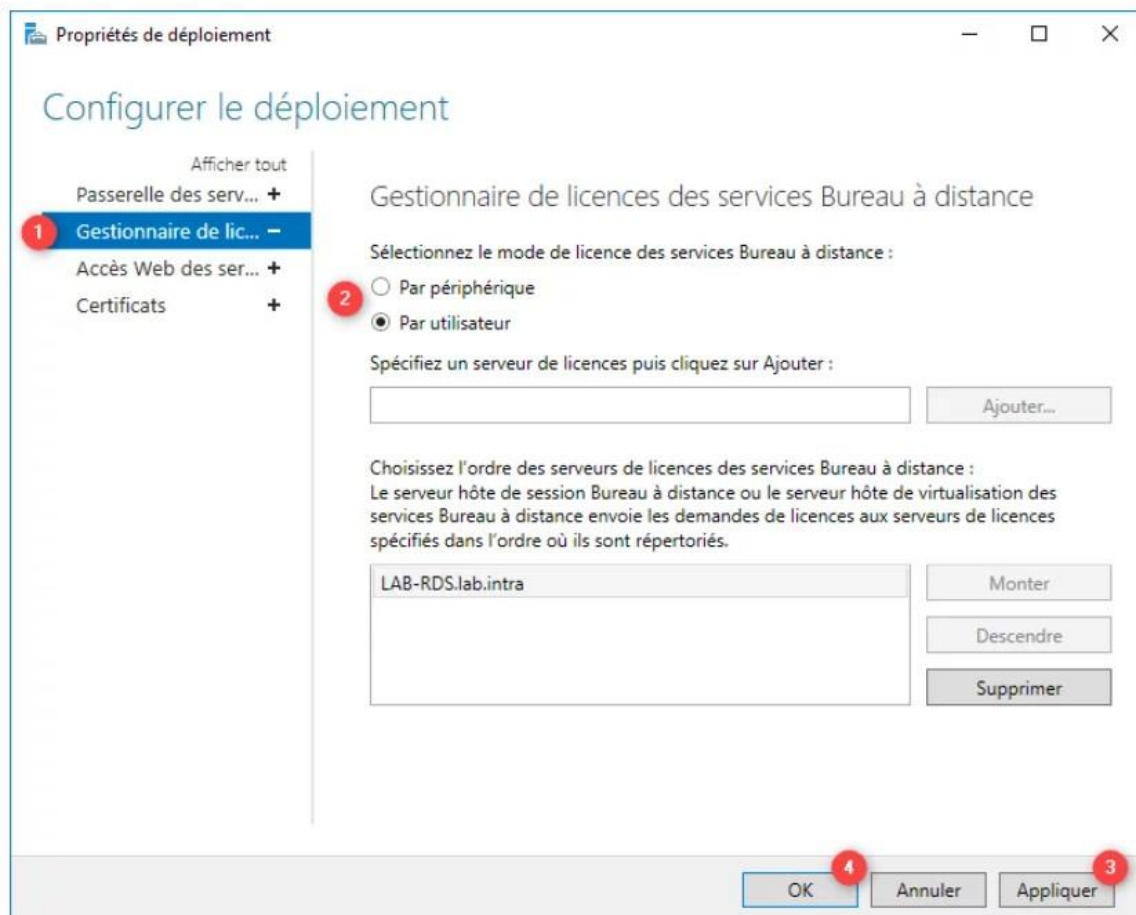 Propriétés de déploiement
Configurer le déploiement
Afficher tout
Passerelle des serv... +
1 Gestionnaire de lic... –
Accès Web des ser... +
Certificats +
Gestionnaire de licences des services Bureau à distance
Sélectionnez le mode de licence des services Bureau à distance :
2
Par périphérique
Par utilisateur
Spécifiez un serveur de licences puis cliquez sur Ajouter :
Ajouter...
Choisissez l'ordre des serveurs de licences des services Bureau à distance :
Le serveur hôte de session Bureau à distance ou le serveur hôte de virtualisation des
services Bureau à distance envoie les demandes de licences aux serveurs de licences
spécifiés dans l'ordre où ils sont répertoriés.
LAB-RDS.lab.intra
Monter
Descendre
Supprimer
OK 4 Annuler Appliquer 3